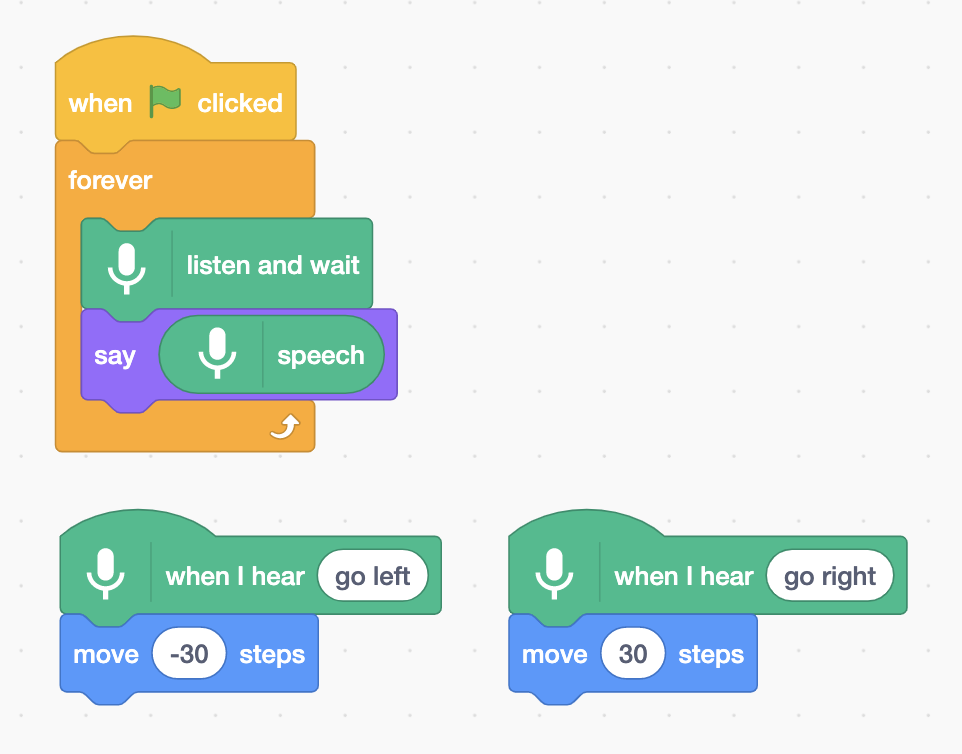 when clicked
forever
listen and wait
say speech
when I hear go left
move -30 steps
when I hear go right
move 30 steps